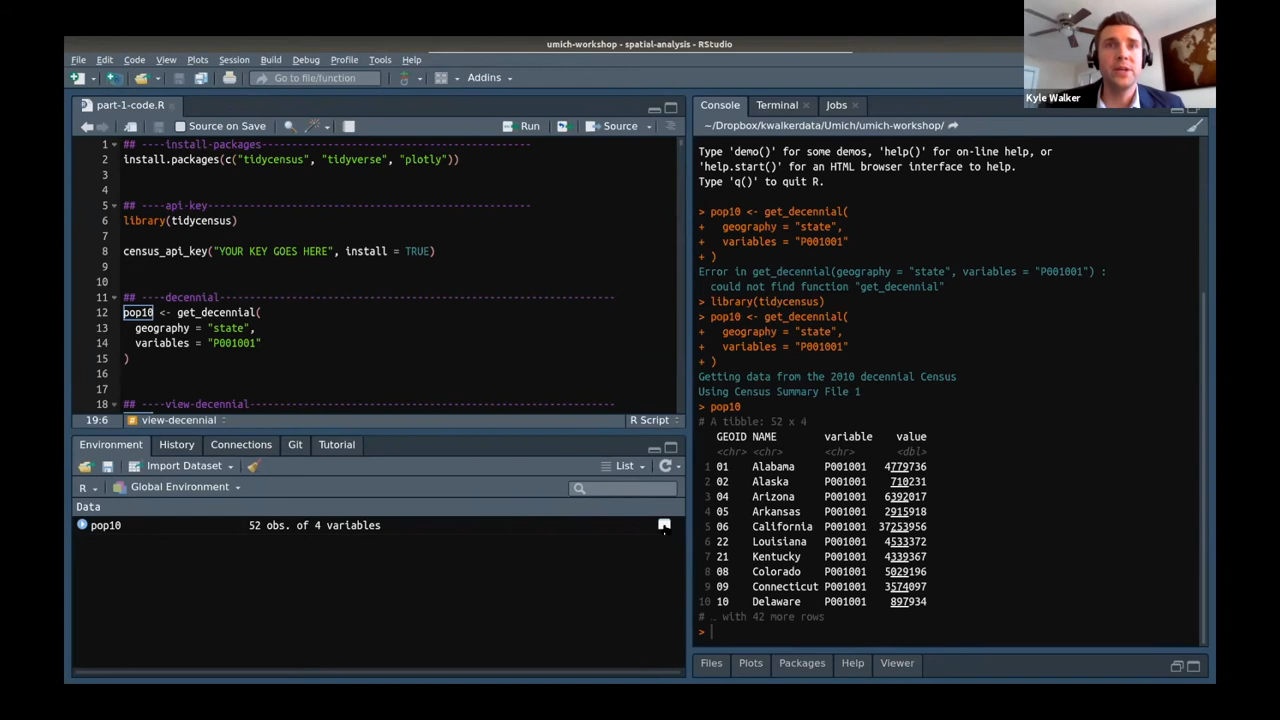 umich-workshop - spatial-analysis - RStudio
Kyle Walker
File Edit Code View Plots Session Build Debug Profile Tools Help
Go to file/function
Addins
part-1-code.R
Source on Save
Run
Source
1 ## ----install-packages-----------------------------------------------
2 install.packages(c("tidycensus", "tidyverse", "plotly"))
3
4
5 ## ----api-key--------------------------------------------------------
6 library(tidycensus)
7
8 census_api_key("YOUR KEY GOES HERE", install = TRUE)
9
10
11 ## ----decennial------------------------------------------------------------------
12 pop10 <- get_decennial(
13 geography = "state",
14 variables = "P001001"
15 )
16
17
18 ## ----view-decennial-------------------------------------------------------------
19:6 # view-decennial R Script
Environment History Connections Git Tutorial
Import Dataset List
R Global Environment
Data
pop10 52 obs. of 4 variables
Console Terminal Jobs
~/Dropbox/kwalkerdata/Umich/umich-workshop/
Type 'demo()' for some demos, 'help()' for on-line help, or
'help.start()' for an HTML browser interface to help.
Type 'q()' to quit R.
> pop10 <- get_decennial(
+ geography = "state",
+ variables = "P001001"
+ )
Error in get_decennial(geography = "state", variables = "P001001") :
could not find function "get_decennial"
> library(tidycensus)
> pop10 <- get_decennial(
+ geography = "state",
+ variables = "P001001"
+ )
Getting data from the 2010 decennial Census
Using Census Summary File 1
> pop10
# A tibble: 52 x 4
GEOID NAME variable value
<chr> <chr> <chr> <dbl>
1 01 Alabama P001001 4779736
2 02 Alaska P001001 710231
3 04 Arizona P001001 6392017
4 05 Arkansas P001001 2915918
5 06 California P001001 37253956
6 22 Louisiana P001001 4533372
7 21 Kentucky P001001 4339367
8 08 Colorado P001001 5029196
9 09 Connecticut P001001 3574097
10 10 Delaware P001001 897934
# … with 42 more rows
>
Files Plots Packages Help Viewer